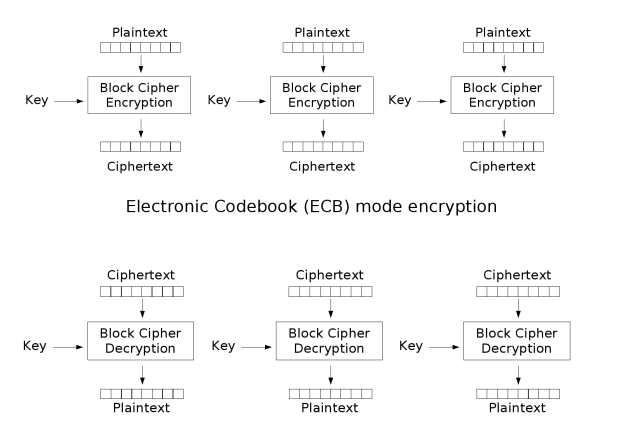 Plaintext Plaintext Plaintext
Key Block Cipher Encryption Key Block Cipher Encryption Key Block Cipher Encryption
Ciphertext Ciphertext Ciphertext
Electronic Codebook (ECB) mode encryption
Ciphertext Ciphertext Ciphertext
Key Block Cipher Decryption Key Block Cipher Decryption Key Block Cipher Decryption
Plaintext Plaintext Plaintext